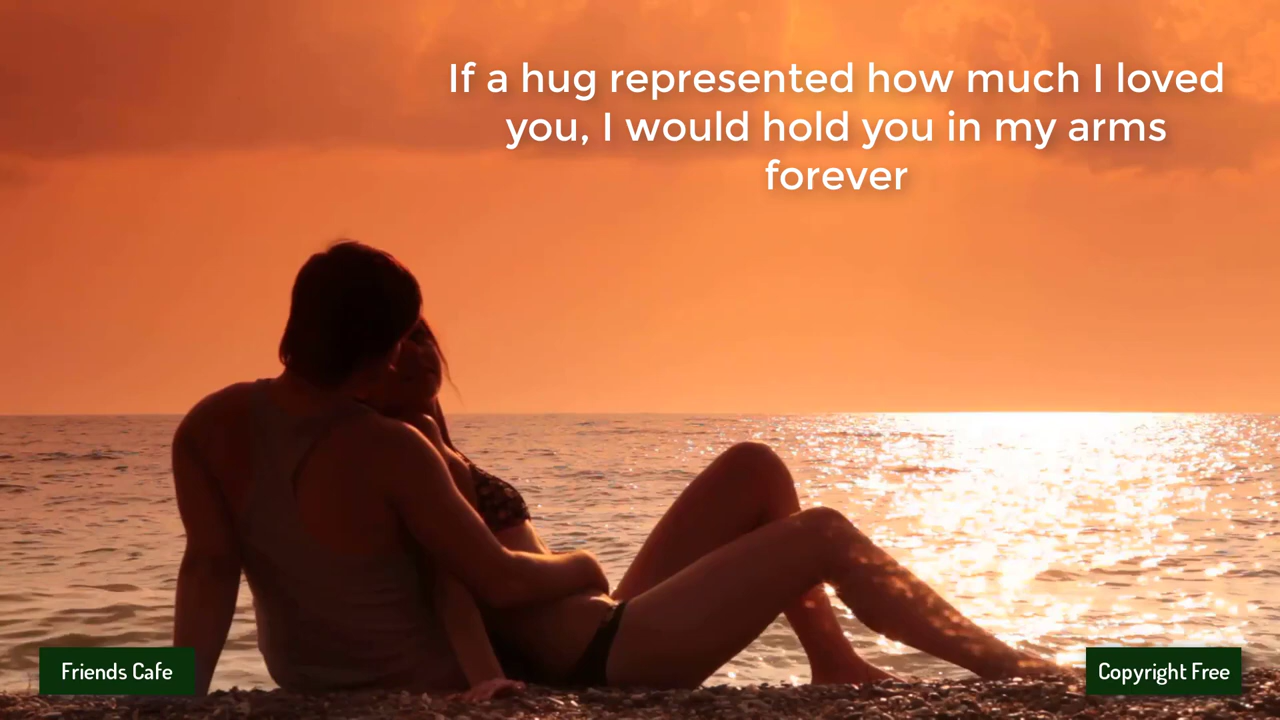 If a hug represented how much I loved
you, I would hold you in my arms
forever
Friends Cafe
Copyright Free